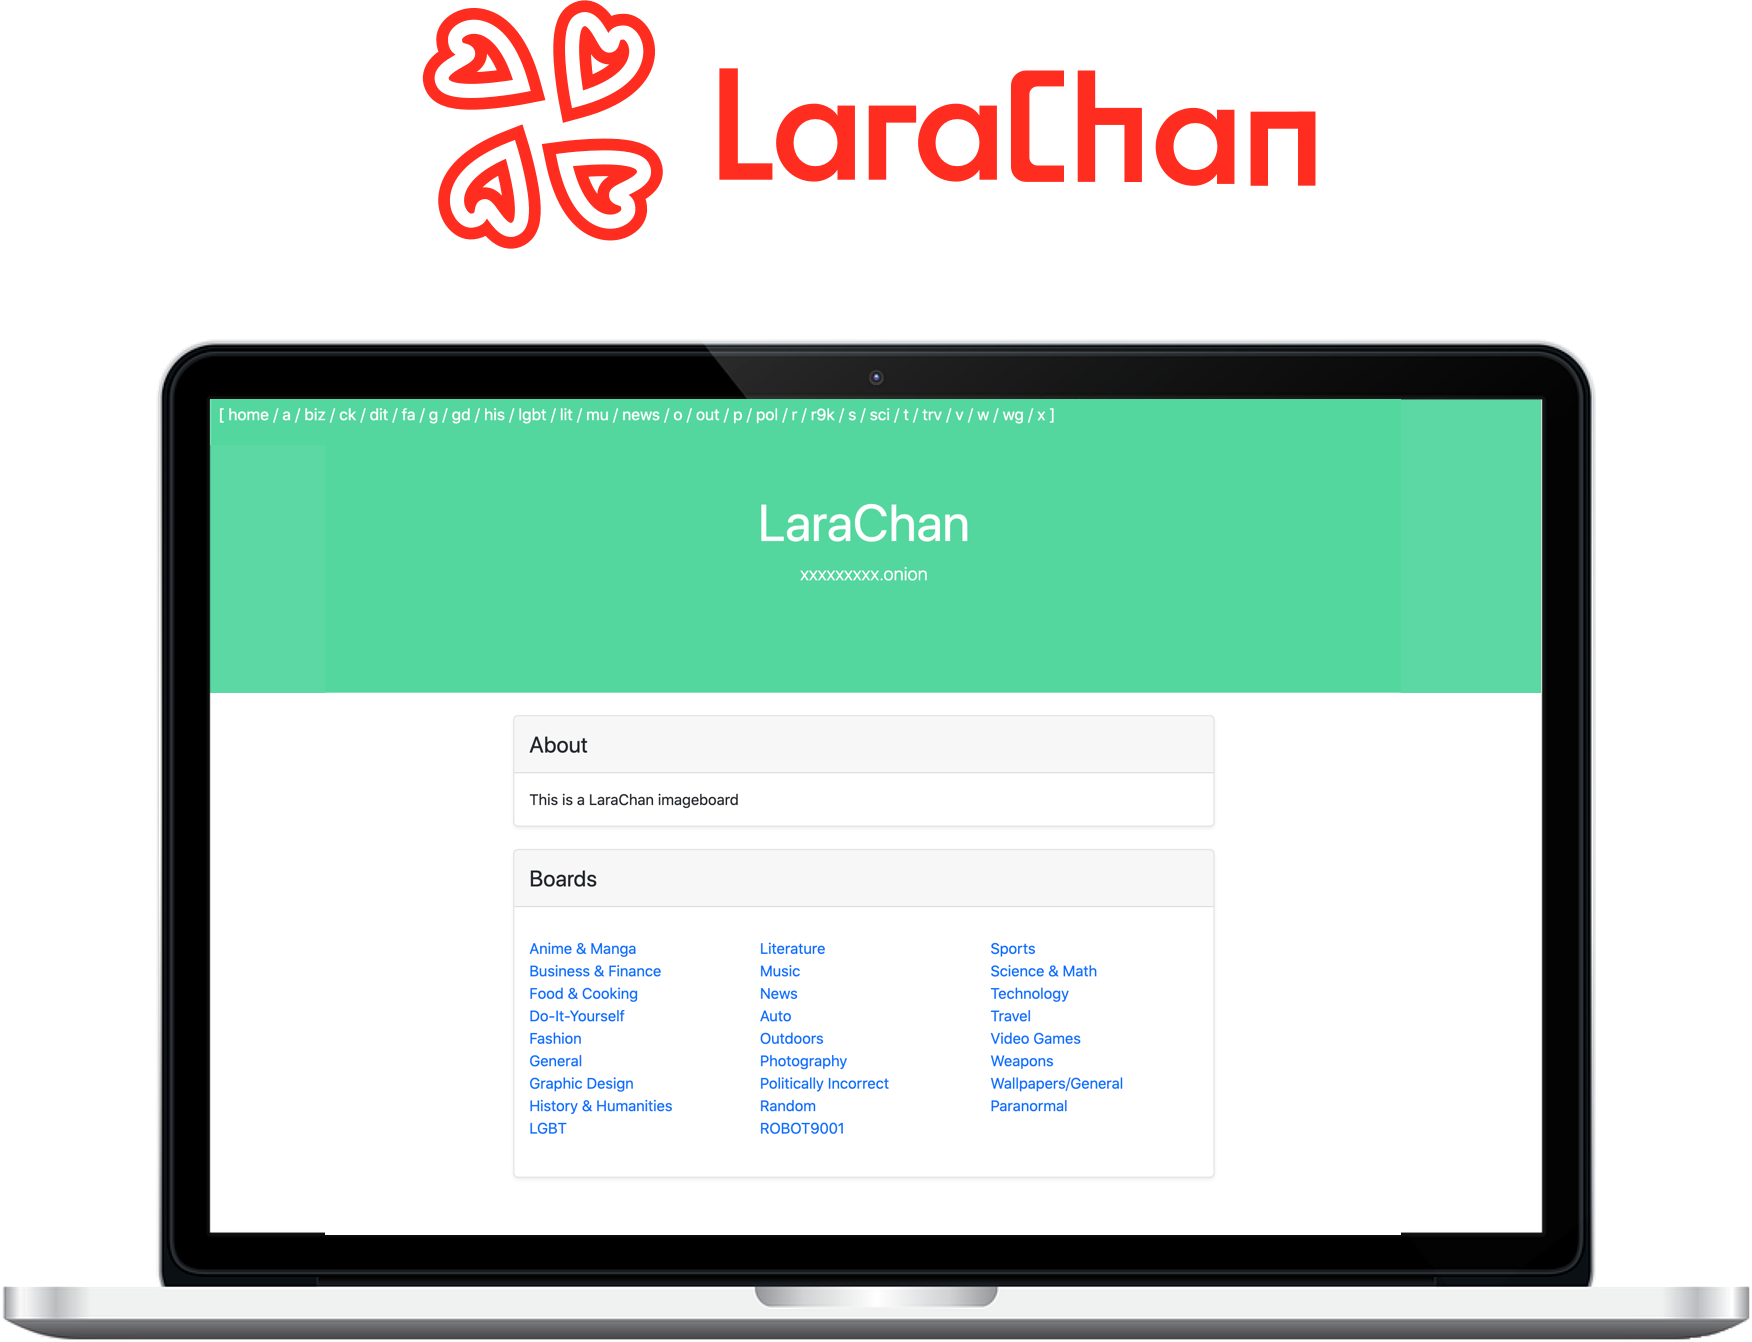 LaraChan
[ home / a / biz / ck / dit / fa / g / gd / his / lgbt / lit / mu / news / o / out / p / pol / r / r9k / s / sci / t / trv / v / w / wg / x ]
LaraChan
xxxxxxxxx.onion
About
This is a LaraChan imageboard
Boards
Anime & Manga
Business & Finance
Food & Cooking
Do-It-Yourself
Fashion
General
Graphic Design
History & Humanities
LGBT
Literature
Music
News
Auto
Outdoors
Photography
Politically Incorrect
Random
ROBOT9001
Sports
Science & Math
Technology
Travel
Video Games
Weapons
Wallpapers/General
Paranormal